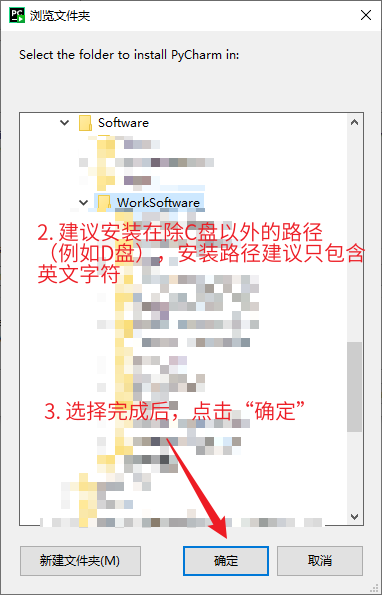 浏览文件夹
Select the folder to install PyCharm in:
Software
WorkSoftware
2. 建议安装在除C盘以外的路径
（例如D盘），安装路径建议只包含
英文字符
3. 选择完成后，点击“确定”
新建文件夹(M)
确定
取消